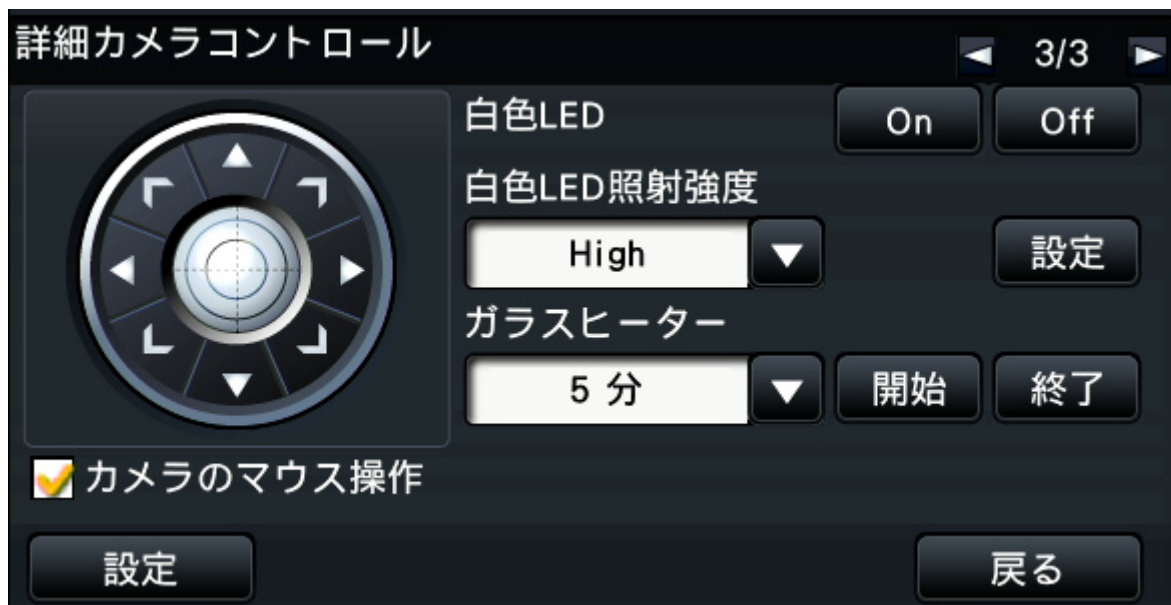 詳細カメラコントロール
3/3
白色LED
On
Off
白色LED照射強度
High
設定
ガラスヒーター
5 分
開始
終了
カメラのマウス操作
設定
戻る